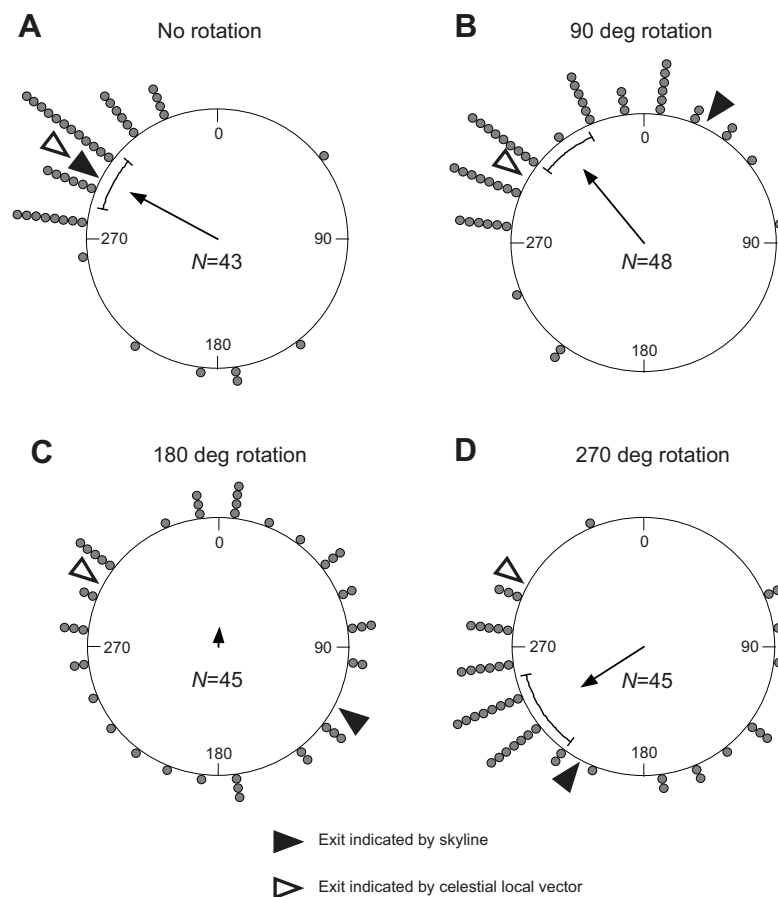 A
No rotation
0
90
180
270
N=43
B
90 deg rotation
0
90
180
270
N=48
C
180 deg rotation
0
90
180
270
N=45
D
270 deg rotation
0
90
180
270
N=45
Exit indicated by skyline
Exit indicated by celestial local vector